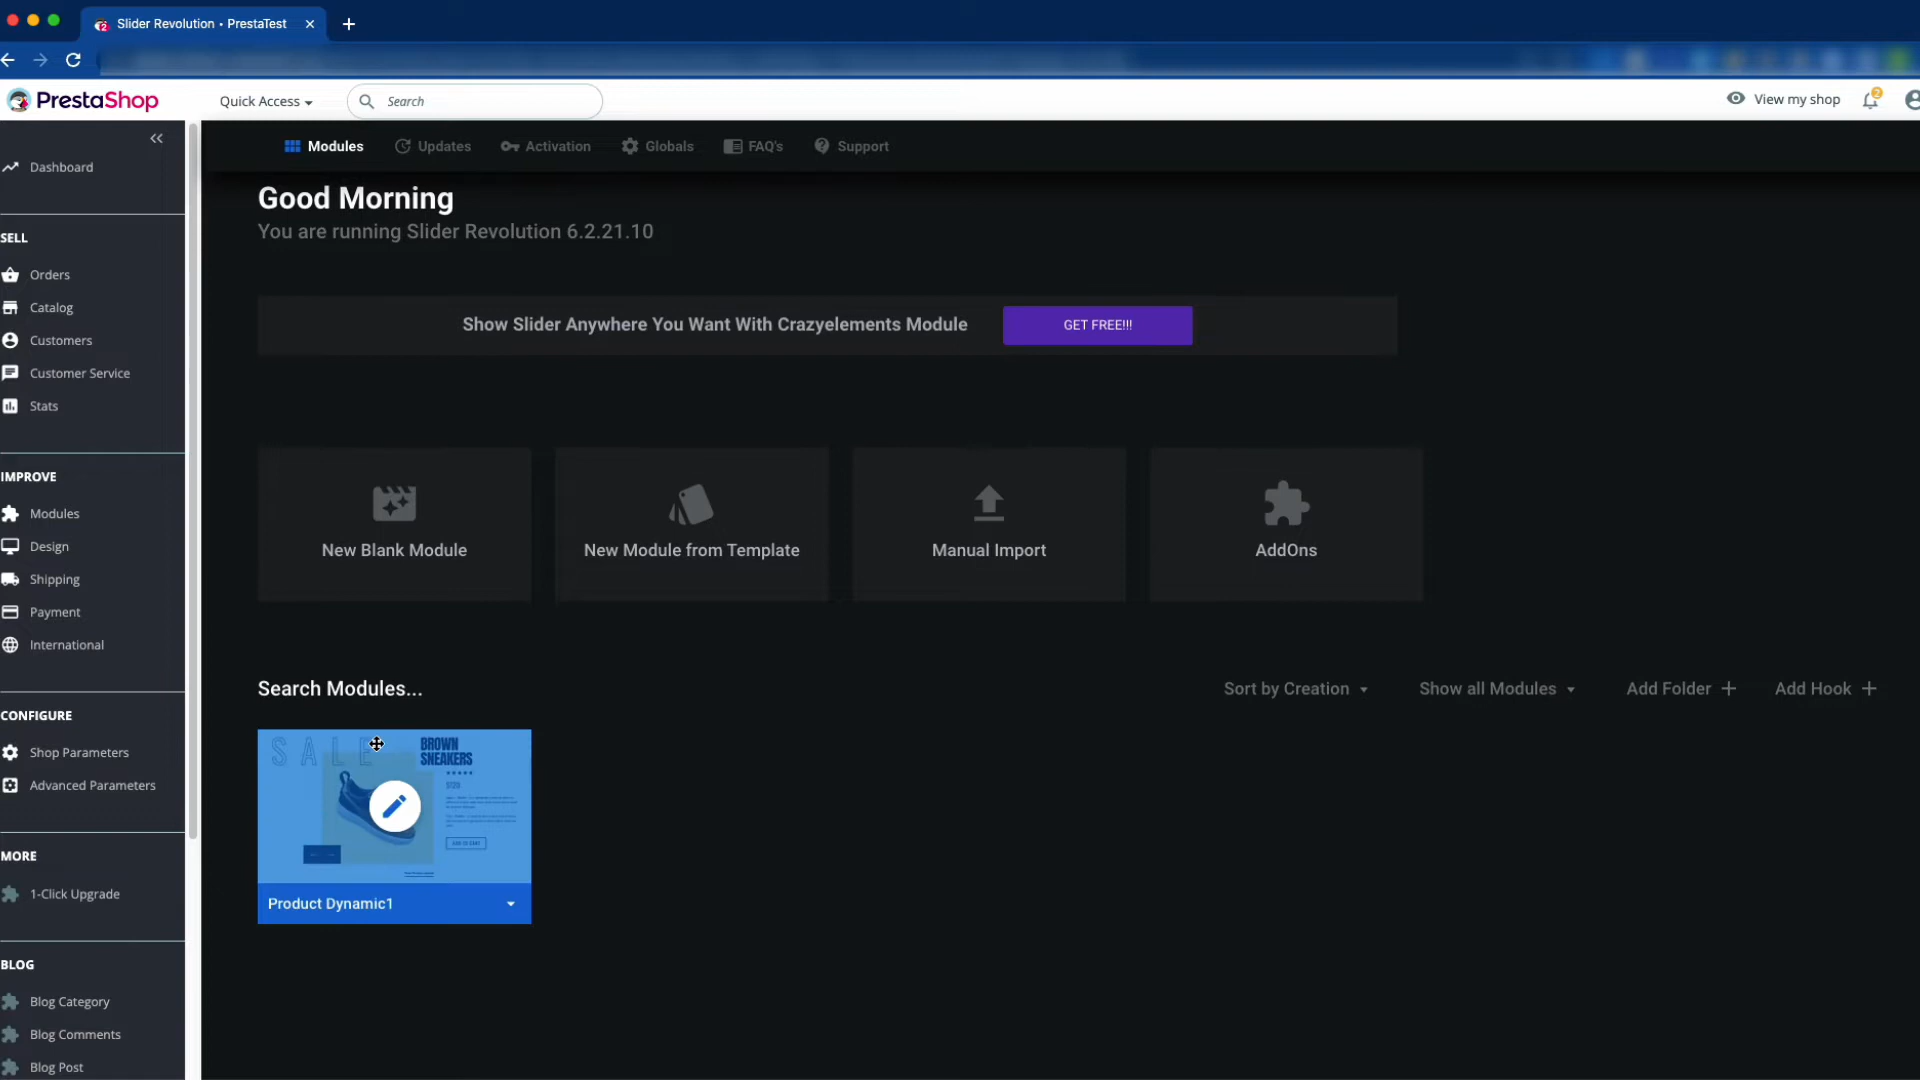 Slider Revolution • PrestaTest
PrestaShop
Quick Access
Search
View my shop
2
Modules
Updates
Activation
Globals
FAQ's
Support
Dashboard
SELL
Orders
Catalog
Customers
Customer Service
Stats
IMPROVE
Modules
Design
Shipping
Payment
International
CONFIGURE
Shop Parameters
Advanced Parameters
MORE
1-Click Upgrade
BLOG
Blog Category
Blog Comments
Blog Post
Good Morning
You are running Slider Revolution 6.2.21.10
Show Slider Anywhere You Want With Crazyelements Module
GET FREE!!!
New Blank Module
New Module from Template
Manual Import
AddOns
Search Modules...
Sort by Creation
Show all Modules
Add Folder
Add Hook
SALE
BROWN
SNEAKERS
Product Dynamic1